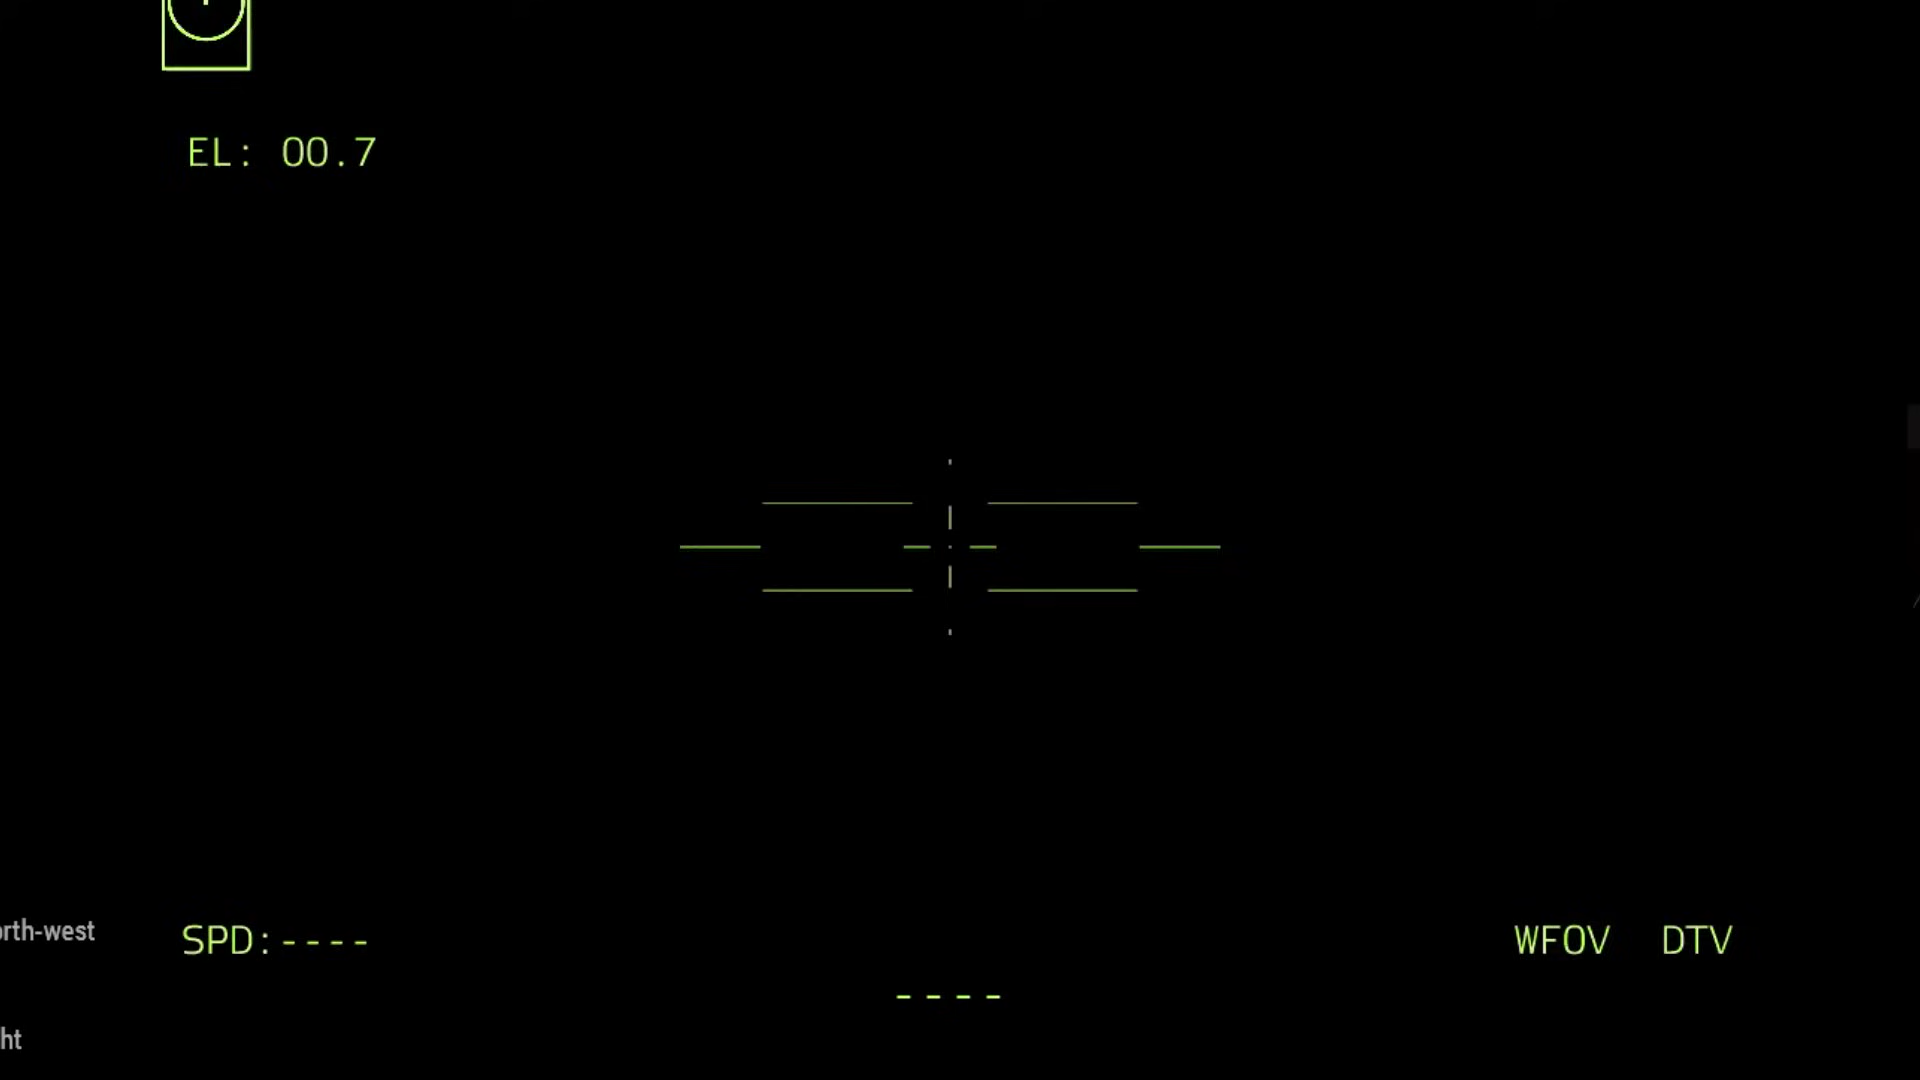 EL: 00.7
orth-west
SPD:----
WFOV DTV
----
ht